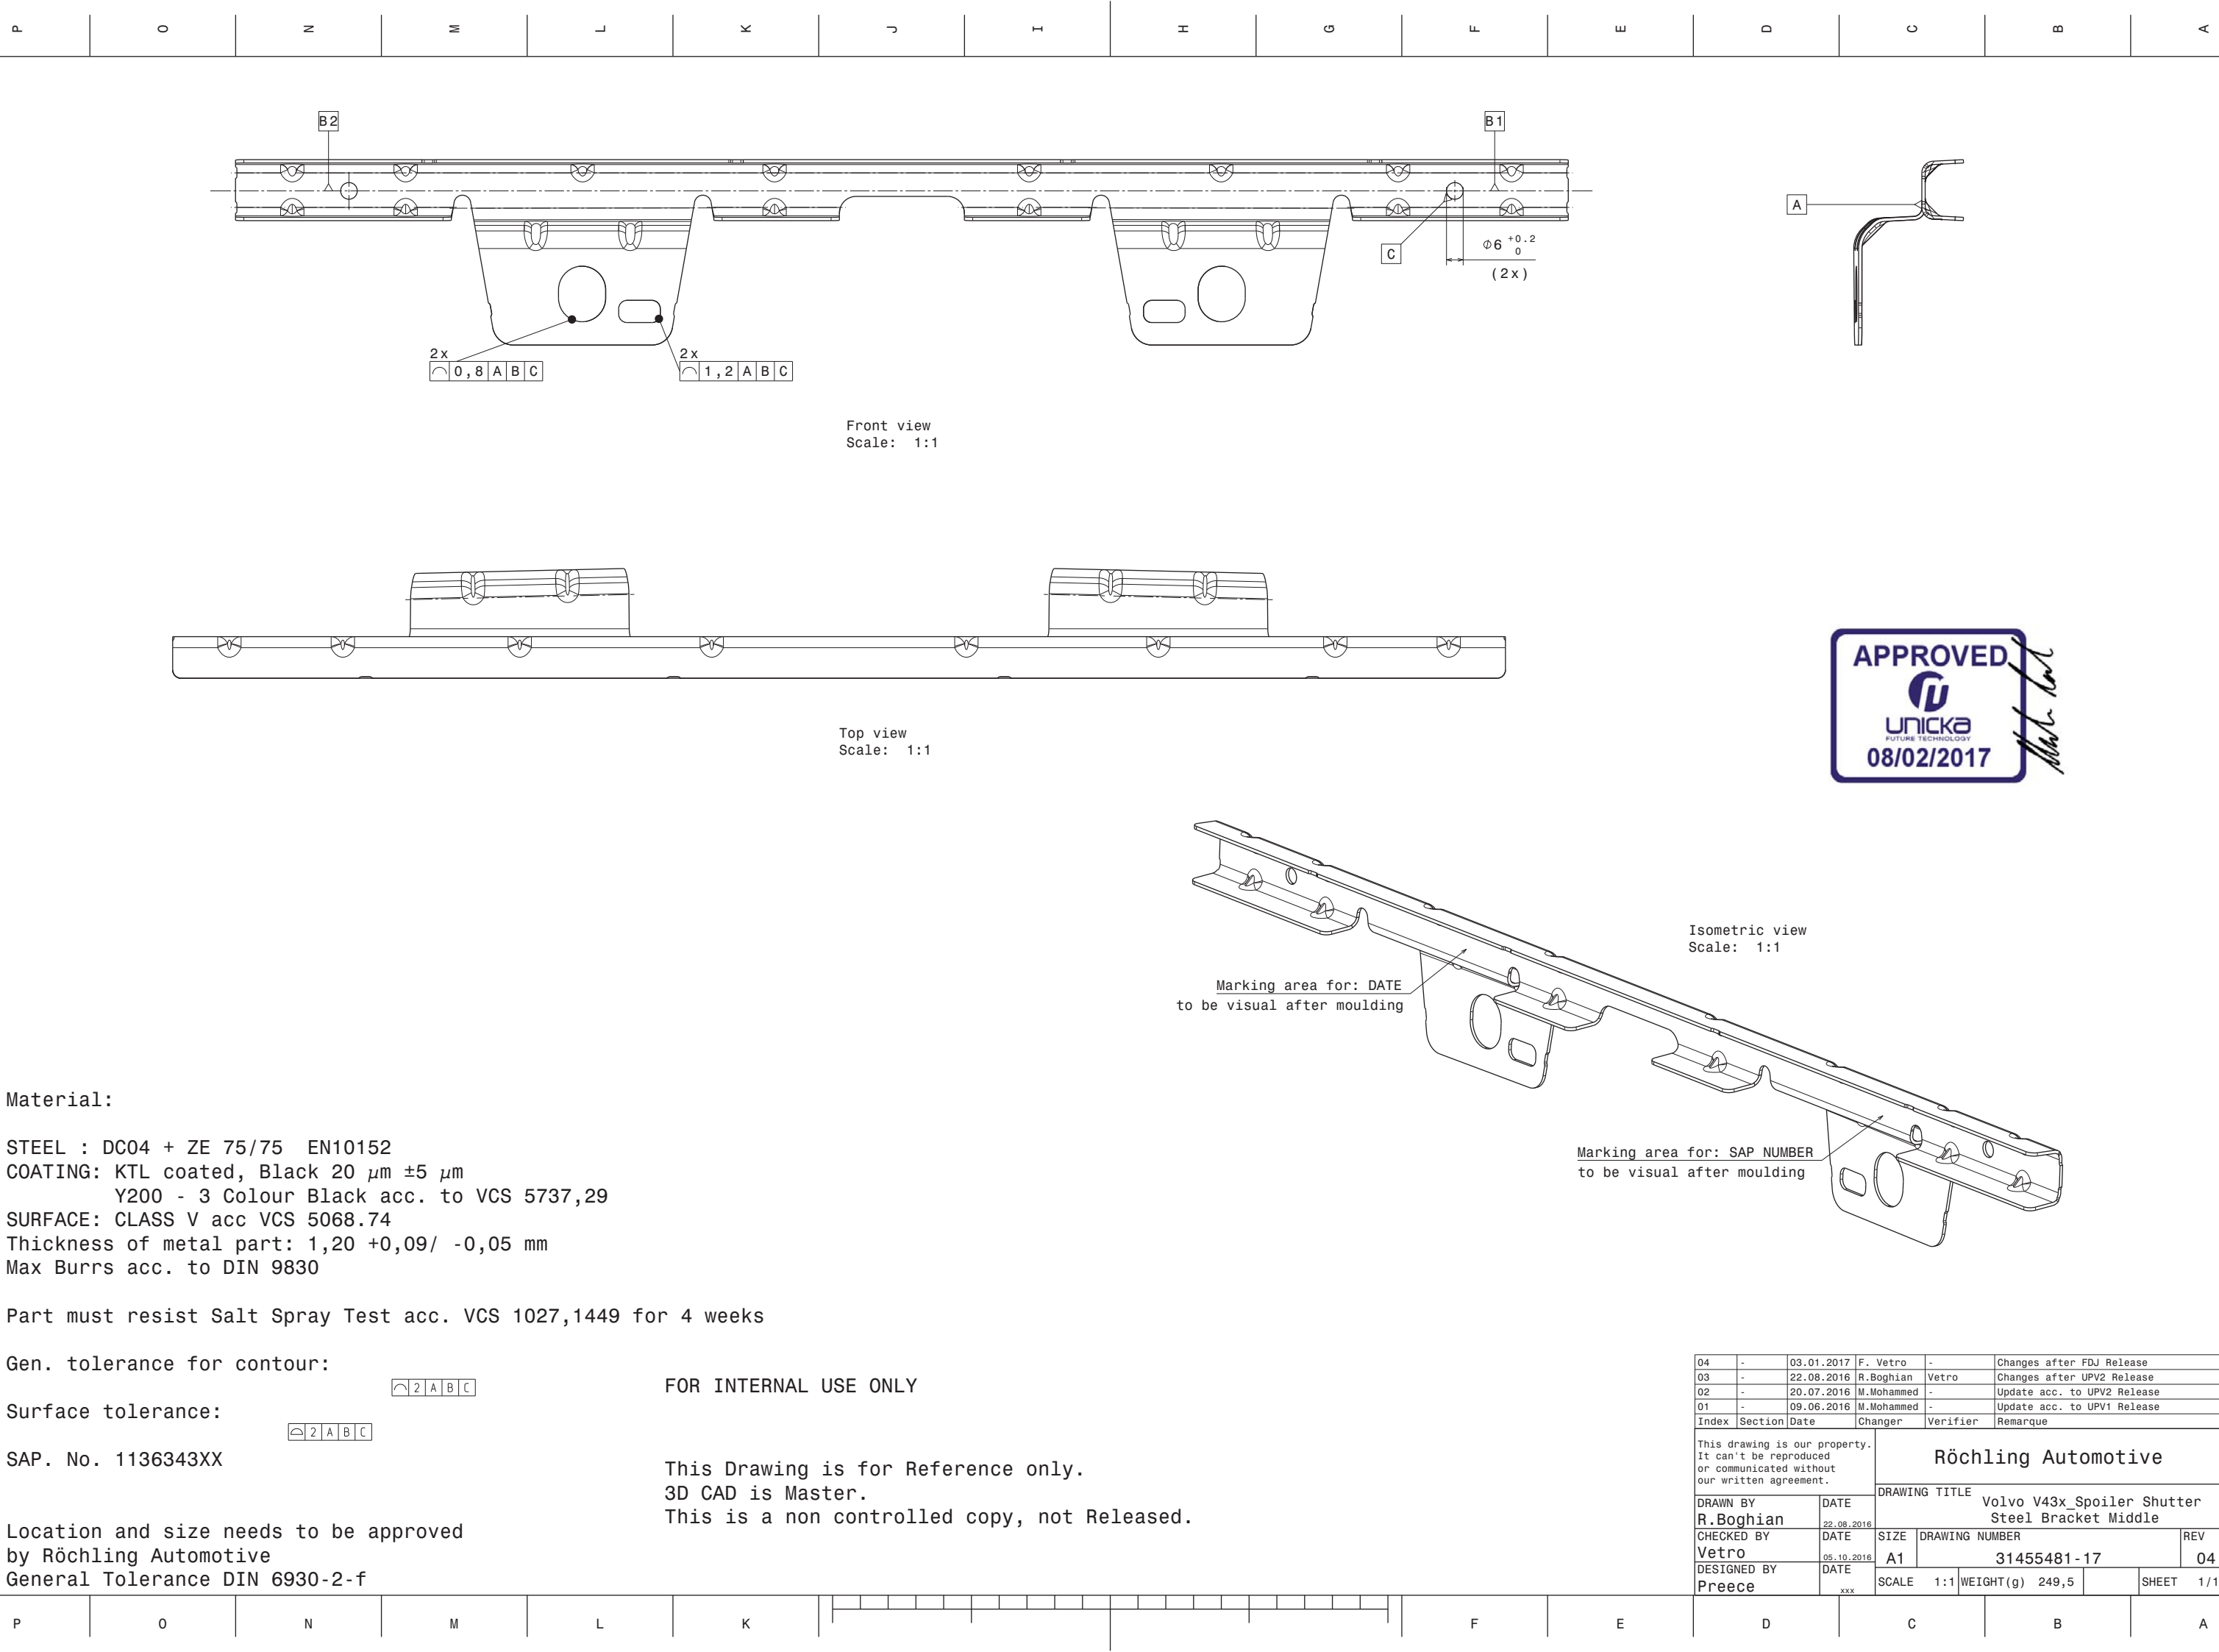 P O N M L K J I H G F E D C B A
B2
B1
A
C
Ø6 +0.2 0
(2x)
2x
0,8 A B C
2x
1,2 A B C
Front view
Scale: 1:1
Top view
Scale: 1:1
APPROVED
UNICKA
FUTURE TECHNOLOGY
08/02/2017
Isometric view
Scale: 1:1
Marking area for: DATE
to be visual after moulding
Marking area for: SAP NUMBER
to be visual after moulding
Material:
STEEL : DC04 + ZE 75/75 EN10152
COATING: KTL coated, Black 20 µm ±5 µm
Y200 - 3 Colour Black acc. to VCS 5737,29
SURFACE: CLASS V acc VCS 5068.74
Thickness of metal part: 1,20 +0,09/ -0,05 mm
Max Burrs acc. to DIN 9830
Part must resist Salt Spray Test acc. VCS 1027,1449 for 4 weeks
Gen. tolerance for contour:
2 A B C
Surface tolerance:
2 A B C
SAP. No. 1136343XX
Location and size needs to be approved
by Röchling Automotive
General Tolerance DIN 6930-2-f
FOR INTERNAL USE ONLY
This Drawing is for Reference only.
3D CAD is Master.
This is a non controlled copy, not Released.
04 - 03.01.2017 F. Vetro - Changes after FDJ Release
03 - 22.08.2016 R.Boghian Vetro Changes after UPV2 Release
02 - 20.07.2016 M.Mohammed - Update acc. to UPV2 Release
01 - 09.06.2016 M.Mohammed - Update acc. to UPV1 Release
Index Section Date Changer Verifier Remarque
This drawing is our property.
It can't be reproduced
or communicated without
our written agreement.
Röchling Automotive
DRAWING TITLE
Volvo V43x_Spoiler Shutter
Steel Bracket Middle
DRAWN BY DATE
R.Boghian 22.08.2016
CHECKED BY DATE
Vetro 05.10.2016
DESIGNED BY DATE
Preece xxx
SIZE DRAWING NUMBER REV
A1 31455481-17 04
SCALE 1:1 WEIGHT(g) 249,5 SHEET 1/1
P O N M L K F E D C B A